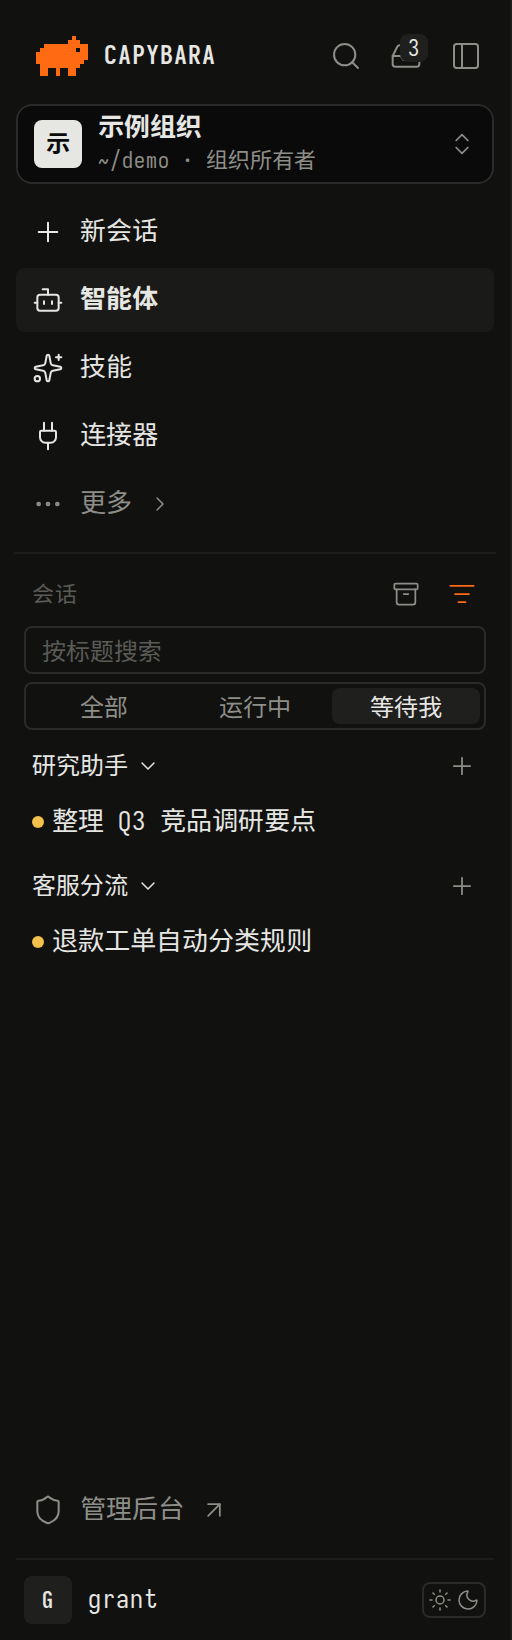 CAPYBARA
3
示
示例组织
~/demo · 组织所有者
新会话
智能体
技能
连接器
更多
会话
按标题搜索
全部 运行中 等待我
研究助手
整理 Q3 竞品调研要点
客服分流
退款工单自动分类规则
管理后台
G grant